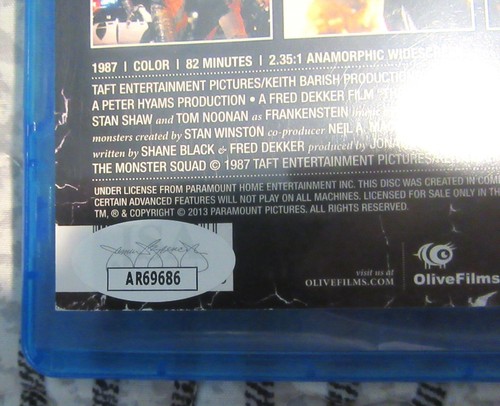 1987 | COLOR | 82 MINUTES | 2.35:1 ANAMORPHIC
TAFT ENTERTAINMENT PICTURES/KEITH BARISH
A PETER HYAMS PRODUCTION • A FRED DEKKER FILM
STAN SHAW and TOM NOONAN as FRANKENSTEIN
monsters created by STAN WINSTON co-producer NEIL A.
written by SHANE BLACK & FRED DEKKER produced by
THE MONSTER SQUAD © 1987 TAFT ENTERTAINMENT
UNDER LICENSE FROM PARAMOUNT HOME ENTERTAINMENT INC. THIS DISC WAS CREATED IN
CERTAIN ADVANCED FEATURES WILL NOT PLAY ON ALL MACHINES. LICENSED FOR SALE ONLY IN
TM, ® & COPYRIGHT © 2013 PARAMOUNT PICTURES. ALL RIGHTS RESERVED.
AR69686
visit us at
OLIVEFILMS.COM
OliveFilms